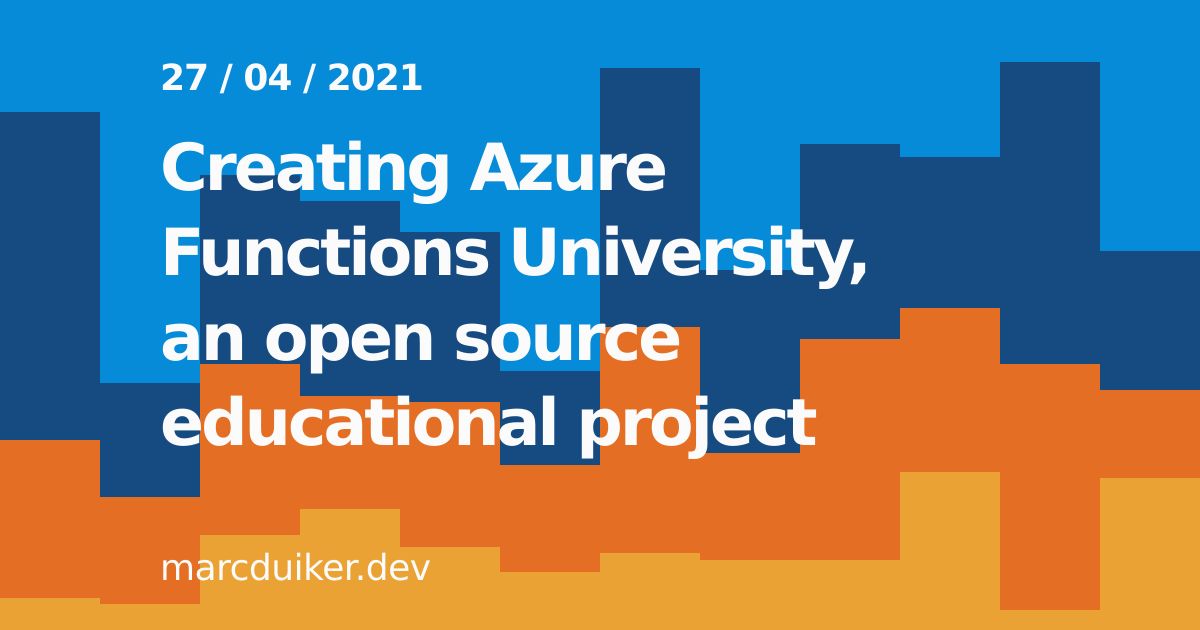 27 / 04 / 2021
Creating Azure
Functions University,
an open source
educational project
marcduiker.dev